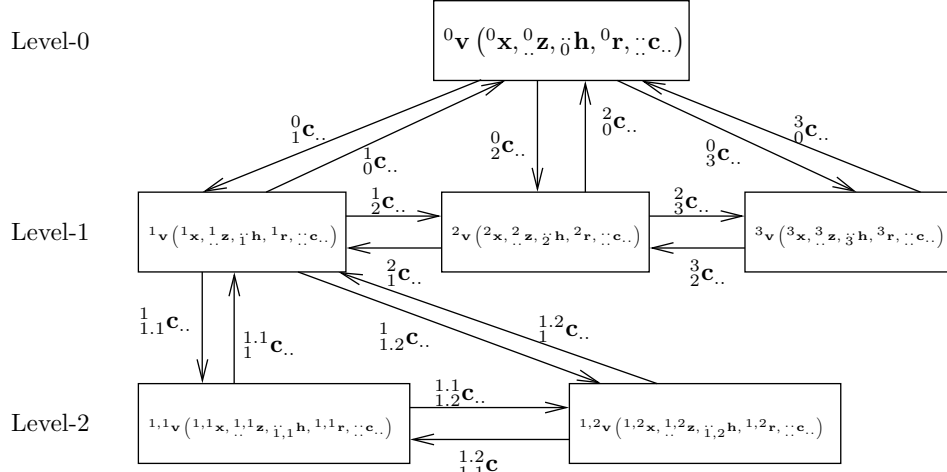 Level-0
⁰v (⁰x, ⁰..z, ¨₀h, ⁰r, ¨..c..)
⁰₁c..
¹₀c..
⁰₂c..
²₀c..
⁰₃c..
³₀c..
Level-1
¹v (¹x, ¹..z, ¨₁h, ¹r, ¨..c..)
¹₂c..
²₁c..
²v (²x, ²..z, ¨₂h, ²r, ¨..c..)
²₃c..
³₂c..
³v (³x, ³..z, ¨₃h, ³r, ¨..c..)
¹₁.₁c..
¹·¹₁c..
¹₁.₂c..
¹·²₁c..
Level-2
¹,¹v (¹,¹x, ¹,¹..z, ¨₁,₁h, ¹,¹r, ¨..c..)
¹·¹₁.₂c..
¹·²₁.₁c
¹,²v (¹,²x, ¹,²..z, ¨₁,₂h, ¹,²r, ¨..c..)